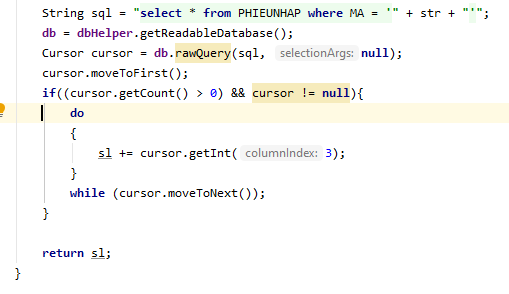 String sql = "select * from PHIEUNHAP where MA = '" + str + "'";
db = dbHelper.getReadableDatabase();
Cursor cursor = db.rawQuery(sql, selectionArgs: null);
cursor.moveToFirst();
if((cursor.getCount() > 0) && cursor != null){
do
{
sl += cursor.getInt( columnIndex: 3);
}
while (cursor.moveToNext());
}
return sl;
}